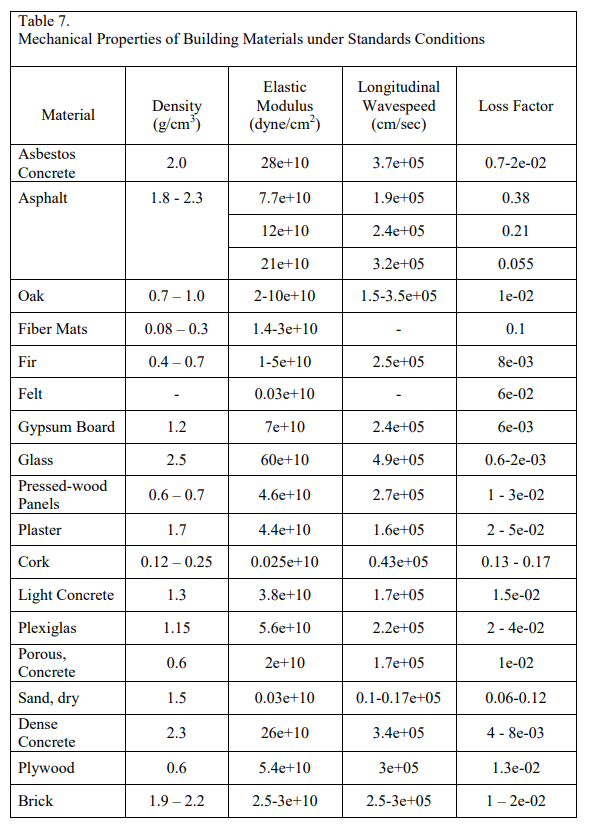 Table 7.
Mechanical Properties of Building Materials under Standards Conditions
Material Density (g/cm³) Elastic Modulus (dyne/cm²) Longitudinal Wavespeed (cm/sec) Loss Factor
Asbestos Concrete 2.0 28e+10 3.7e+05 0.7-2e-02
Asphalt 1.8 - 2.3 7.7e+10 1.9e+05 0.38
12e+10 2.4e+05 0.21
21e+10 3.2e+05 0.055
Oak 0.7 – 1.0 2-10e+10 1.5-3.5e+05 1e-02
Fiber Mats 0.08 – 0.3 1.4-3e+10 - 0.1
Fir 0.4 – 0.7 1-5e+10 2.5e+05 8e-03
Felt - 0.03e+10 - 6e-02
Gypsum Board 1.2 7e+10 2.4e+05 6e-03
Glass 2.5 60e+10 4.9e+05 0.6-2e-03
Pressed-wood Panels 0.6 – 0.7 4.6e+10 2.7e+05 1 - 3e-02
Plaster 1.7 4.4e+10 1.6e+05 2 - 5e-02
Cork 0.12 – 0.25 0.025e+10 0.43e+05 0.13 - 0.17
Light Concrete 1.3 3.8e+10 1.7e+05 1.5e-02
Plexiglas 1.15 5.6e+10 2.2e+05 2 - 4e-02
Porous, Concrete 0.6 2e+10 1.7e+05 1e-02
Sand, dry 1.5 0.03e+10 0.1-0.17e+05 0.06-0.12
Dense Concrete 2.3 26e+10 3.4e+05 4 - 8e-03
Plywood 0.6 5.4e+10 3e+05 1.3e-02
Brick 1.9 – 2.2 2.5-3e+10 2.5-3e+05 1 – 2e-02